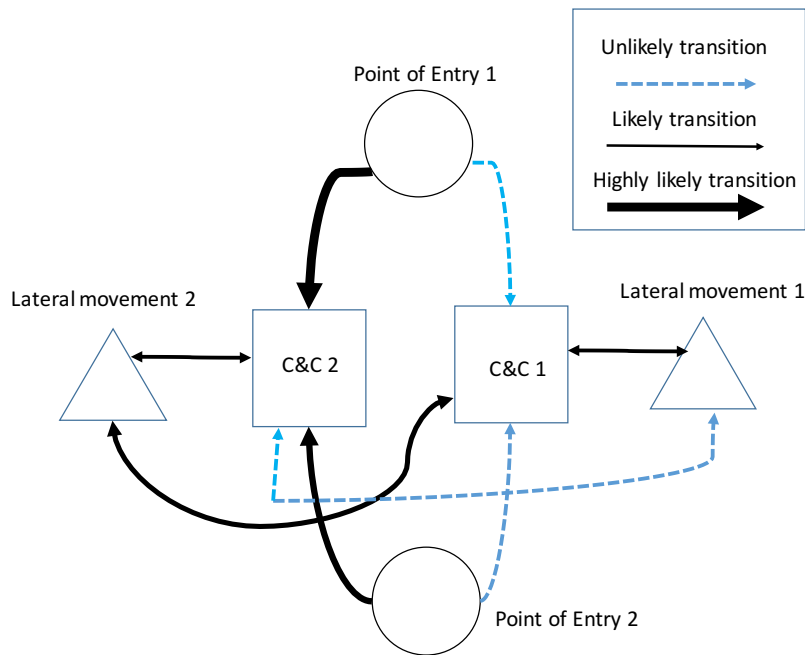 Point of Entry 1
Unlikely transition
Likely transition
Highly likely transition
Lateral movement 2
Lateral movement 1
C&C 2
C&C 1
Point of Entry 2